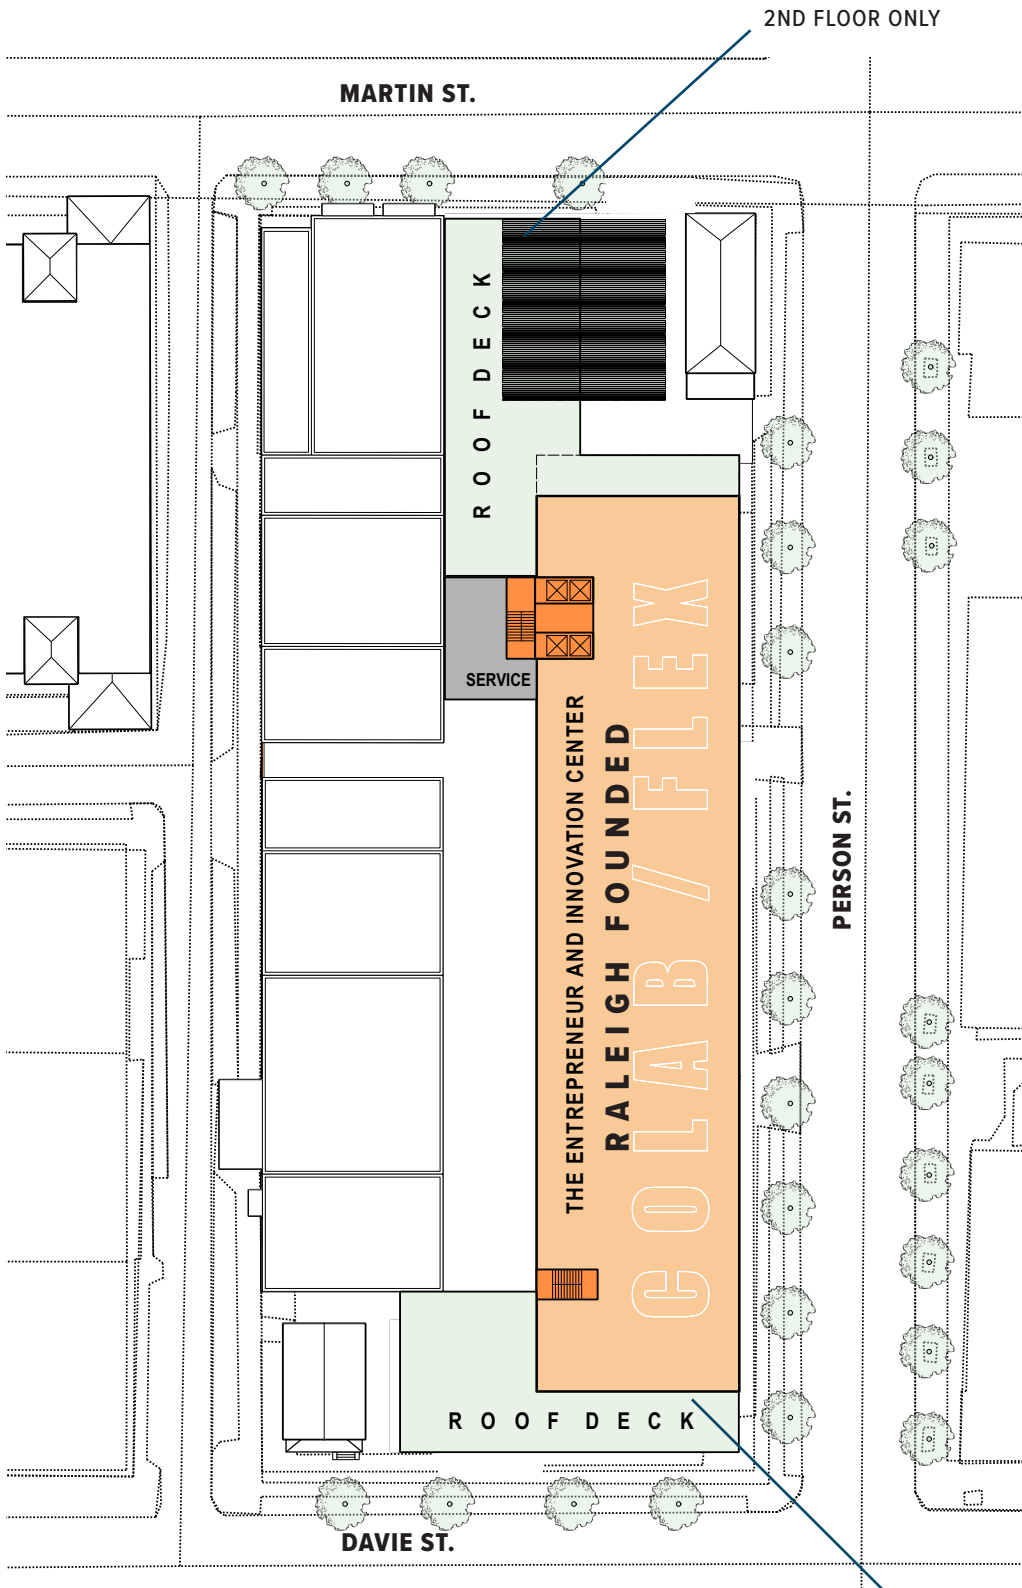 2ND FLOOR ONLY
MARTIN ST.
ROOF DECK
SERVICE
THE ENTREPRENEUR AND INNOVATION CENTER
RALEIGH FOUNDED
COLAB / FLEX
PERSON ST.
ROOF DECK
DAVIE ST.